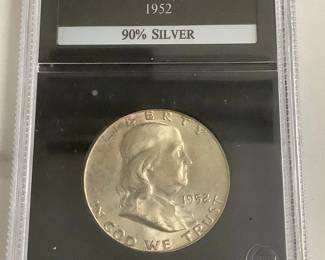 1952
90% SILVER
LIBERTY
1952
IN GOD WE TRUST